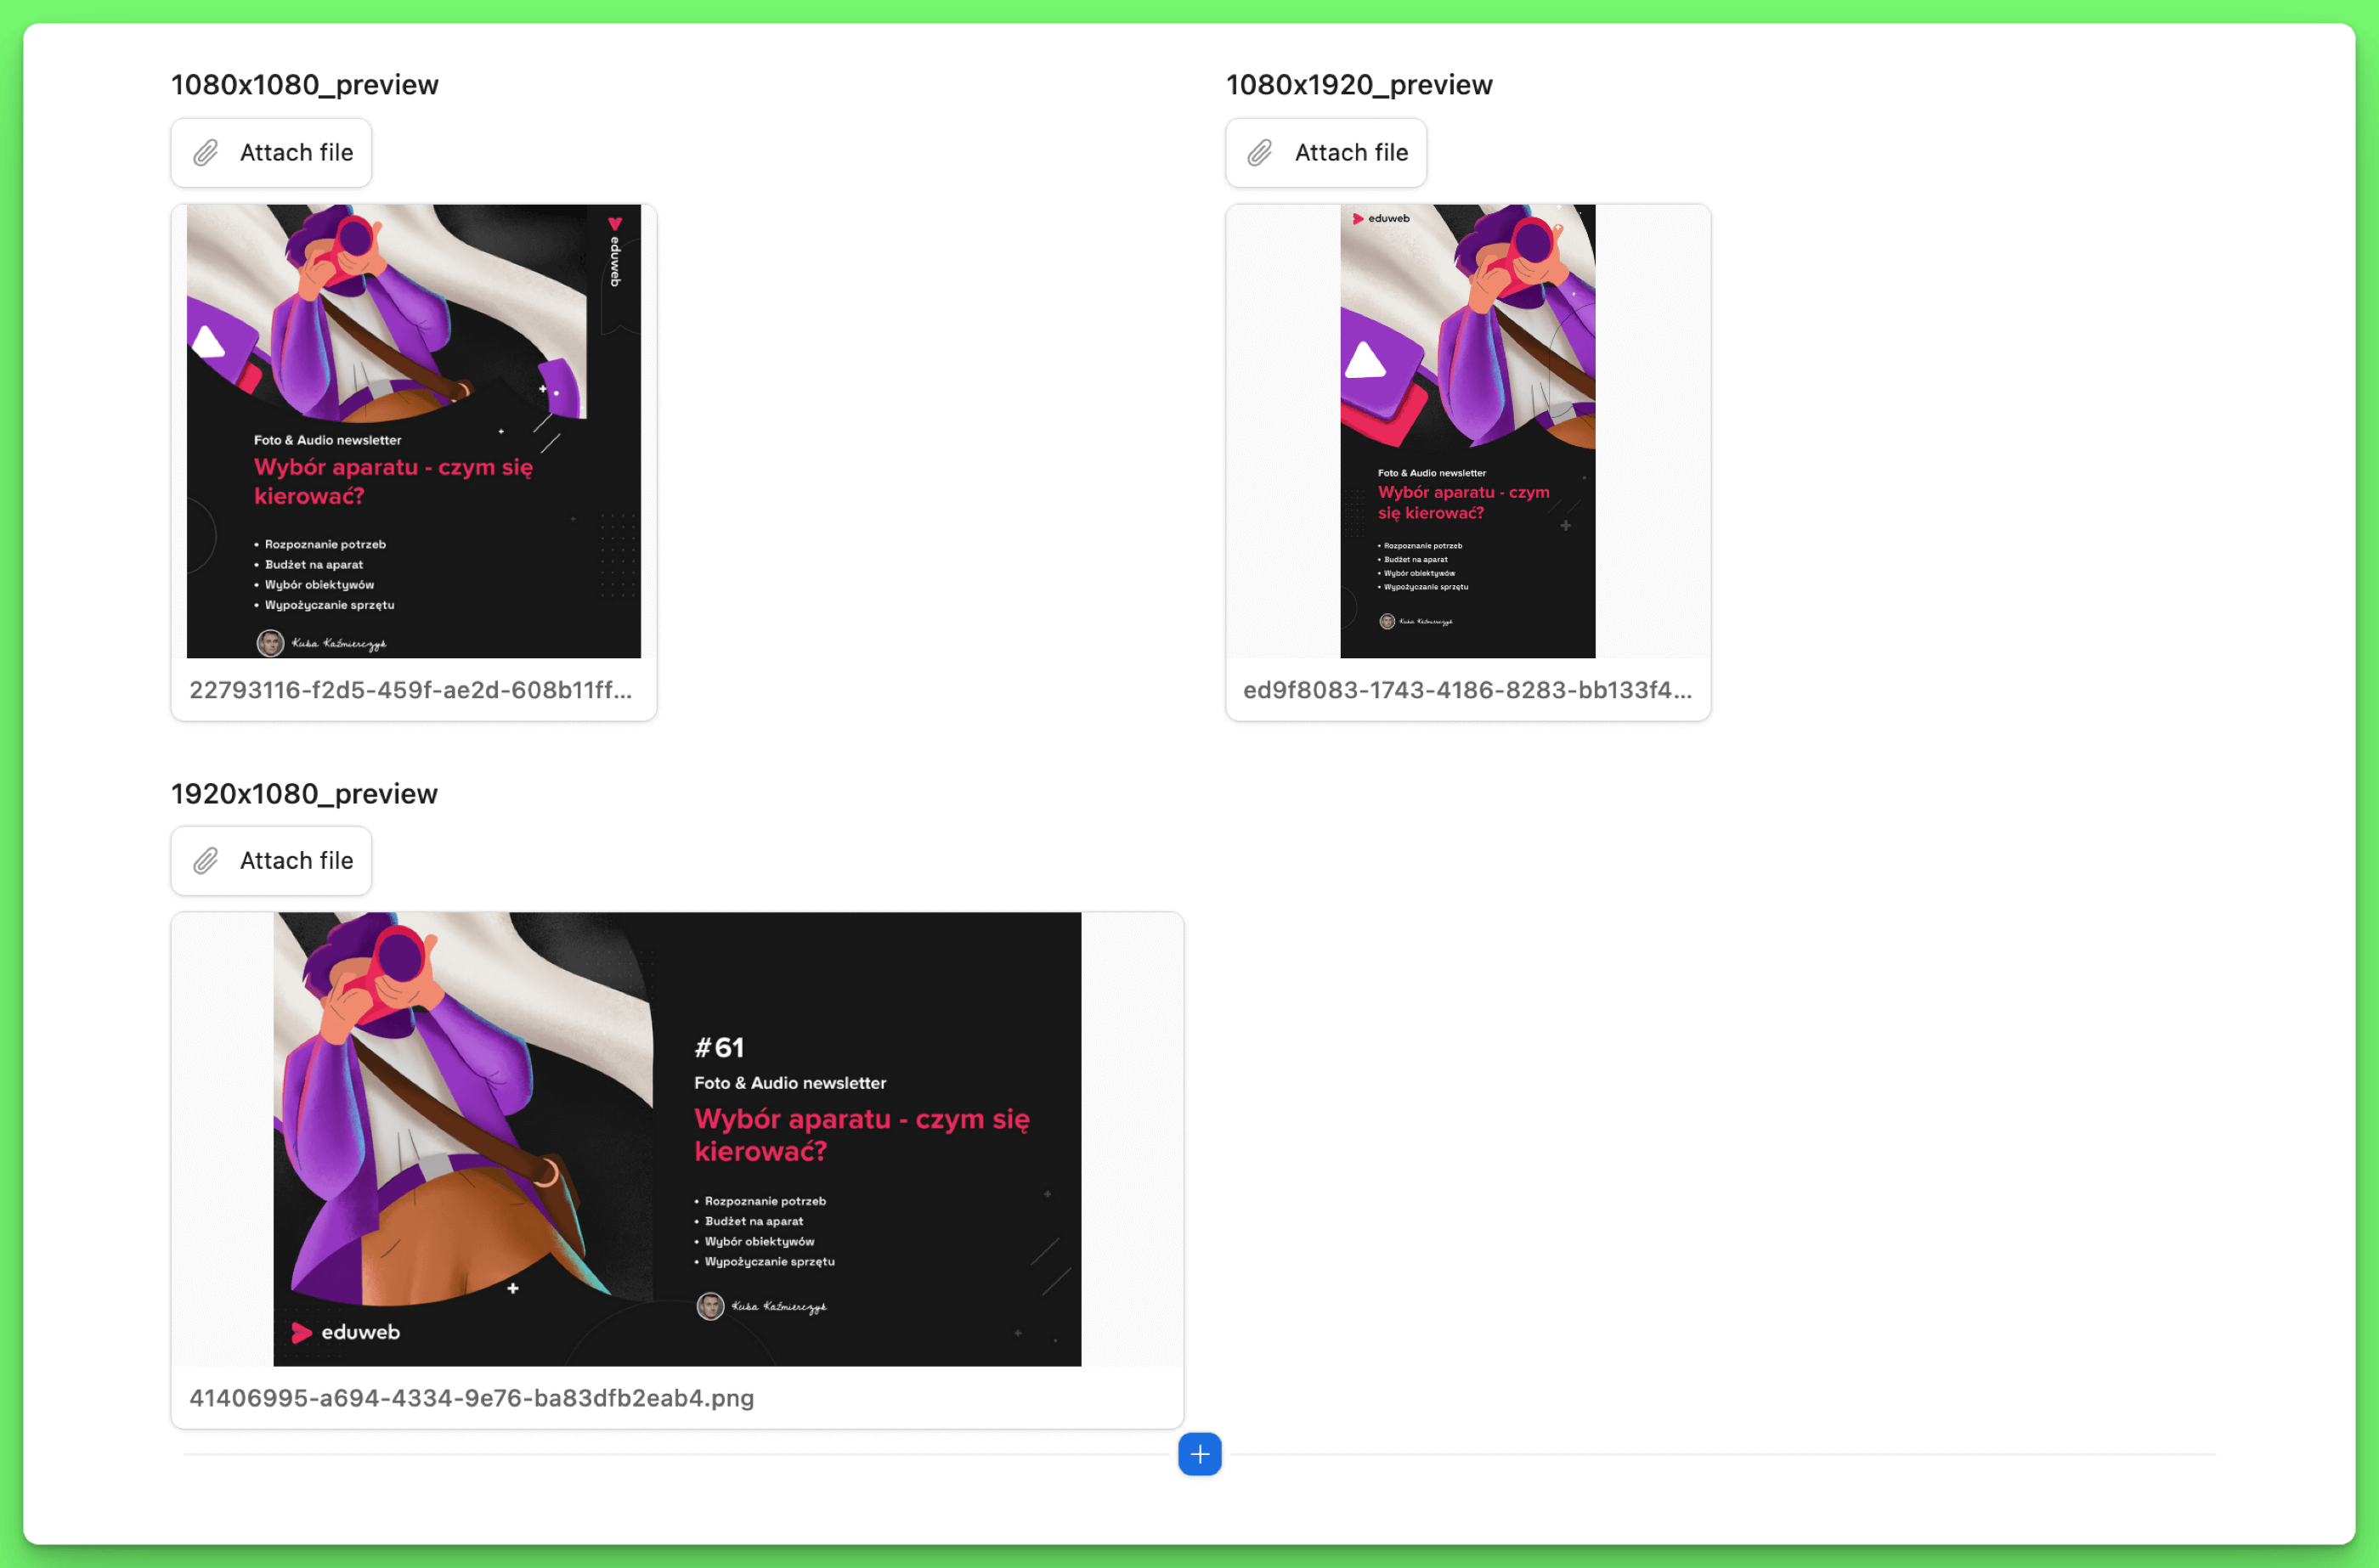 1080x1080_preview
Attach file
eduweb
Foto & Audio newsletter
Wybór aparatu - czym się
kierować?
• Rozpoznanie potrzeb
• Budżet na aparat
• Wybór obiektywów
• Wypożyczanie sprzętu
Kuba Kaźmierczyk
22793116-f2d5-459f-ae2d-608b11ff...
1080x1920_preview
Attach file
eduweb
Foto & Audio newsletter
Wybór aparatu - czym
się kierować?
• Rozpoznanie potrzeb
• Budżet na aparat
• Wybór obiektywów
• Wypożyczanie sprzętu
Kuba Kaźmierczyk
ed9f8083-1743-4186-8283-bb133f4...
1920x1080_preview
Attach file
#61
Foto & Audio newsletter
Wybór aparatu - czym się
kierować?
• Rozpoznanie potrzeb
• Budżet na aparat
• Wybór obiektywów
• Wypożyczanie sprzętu
Kuba Kaźmierczyk
eduweb
41406995-a694-4334-9e76-ba83dfb2eab4.png